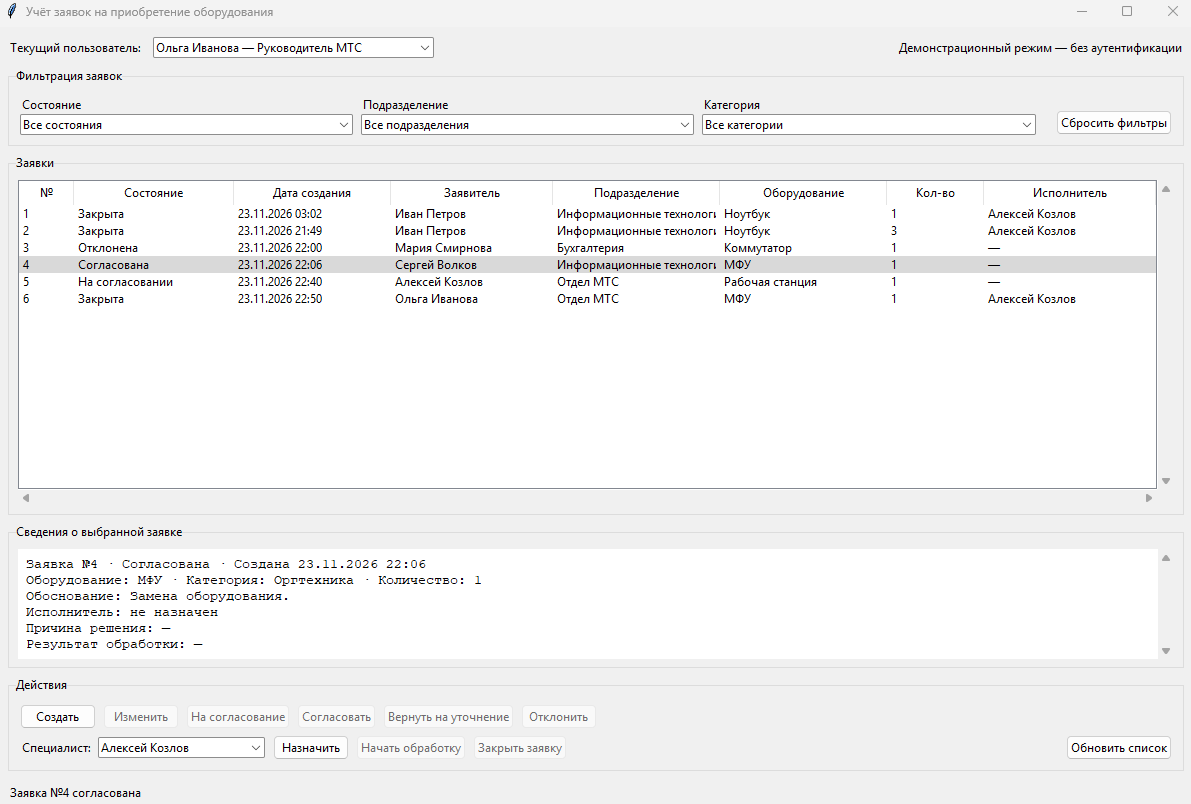 Учёт заявок на приобретение оборудования
Текущий пользователь: Ольга Иванова — Руководитель МТС Демонстрационный режим — без аутентификации
Фильтрация заявок
Состояние Подразделение Категория
Все состояния Все подразделения Все категории Сбросить фильтры
Заявки
№ Состояние Дата создания Заявитель Подразделение Оборудование Кол-во Исполнитель
1 Закрыта 23.11.2026 03:02 Иван Петров Информационные технологи Ноутбук 1 Алексей Козлов
2 Закрыта 23.11.2026 21:49 Иван Петров Информационные технологи Ноутбук 3 Алексей Козлов
3 Отклонена 23.11.2026 22:00 Мария Смирнова Бухгалтерия Коммутатор 1 —
4 Согласована 23.11.2026 22:06 Сергей Волков Информационные технологи МФУ 1 —
5 На согласовании 23.11.2026 22:40 Алексей Козлов Отдел МТС Рабочая станция 1 —
6 Закрыта 23.11.2026 22:50 Ольга Иванова Отдел МТС МФУ 1 Алексей Козлов
Сведения о выбранной заявке
Заявка №4 · Согласована · Создана 23.11.2026 22:06
Оборудование: МФУ · Категория: Оргтехника · Количество: 1
Обоснование: Замена оборудования.
Исполнитель: не назначен
Причина решения: —
Результат обработки: —
Действия
Создать Изменить На согласование Согласовать Вернуть на уточнение Отклонить
Специалист: Алексей Козлов Назначить Начать обработку Закрыть заявку Обновить список
Заявка №4 согласована